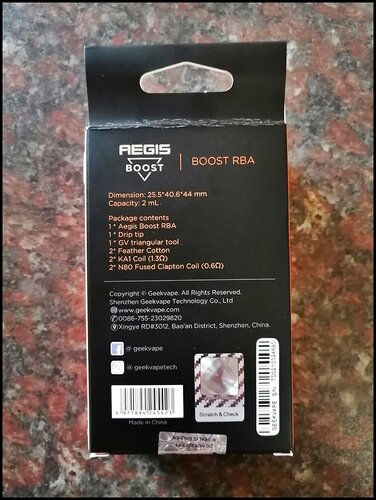 AEGIS
BOOST
BOOST RBA
Dimension: 25.5*40.6*44 mm
Capacity: 2 mL
Package contents
1* Aegis Boost RBA
1* Drip tip
1* GV triangular tool
2* Feather Cotton
2* KA1 Coil (1.3Ω)
2* N80 Fused Clapton Coil (0.6Ω)
Copyright © Geekvape. All Rights Reserved.
Shenzhen Geekvape Technology Co., Ltd
www.geekvape.com
0086-755-23029820
Xingye RD#3012, Bao'an District, Shenzhen, China.
@ geekvape
@ geekvapetech
Made in China
Scratch & Check
GEEKVAPE S/N: